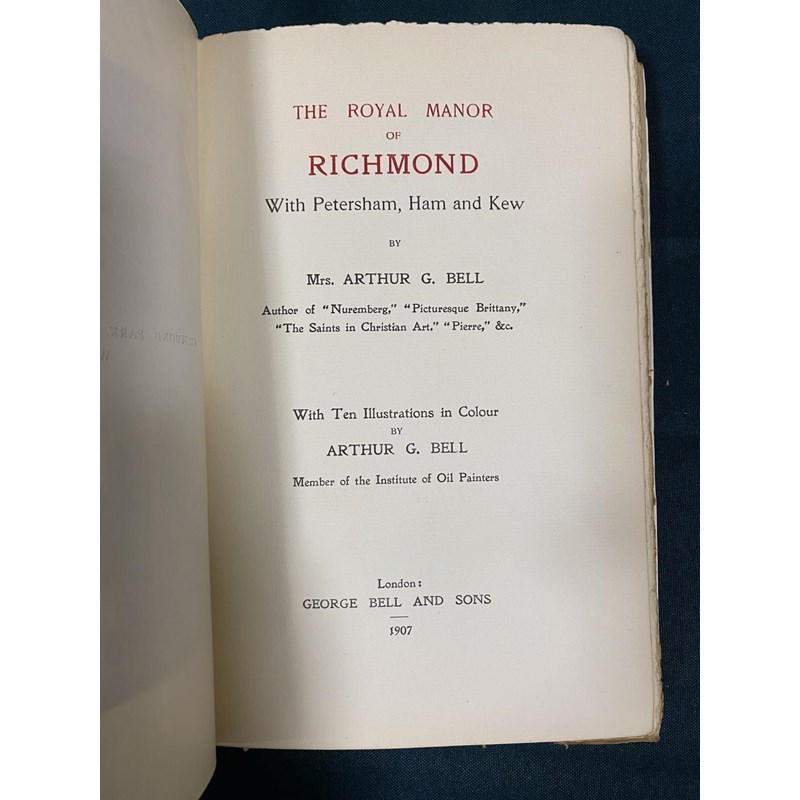 THE ROYAL MANOR
OF
RICHMOND
With Petersham, Ham and Kew
BY
Mrs. ARTHUR G. BELL
Author of "Nuremberg," "Picturesque Brittany,"
"The Saints in Christian Art," "Pierre," &c.
With Ten Illustrations in Colour
BY
ARTHUR G. BELL
Member of the Institute of Oil Painters
London:
GEORGE BELL AND SONS
1907